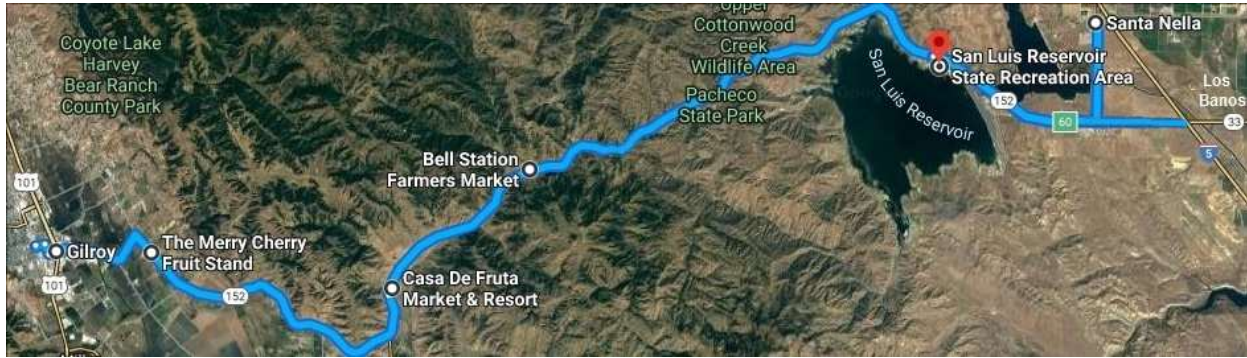 Upper
Cottonwood
Creek
Wildlife Area
Santa Nella
Coyote Lake
Harvey
Bear Ranch
County Park
San Luis Reservoir
State Recreation Area
San Luis Reservoir
Los
Banos
152
60
33
5
Pacheco
State Park
Bell Station
Farmers Market
101
Gilroy
The Merry Cherry
Fruit Stand
101
152
Casa De Fruta
Market & Resort